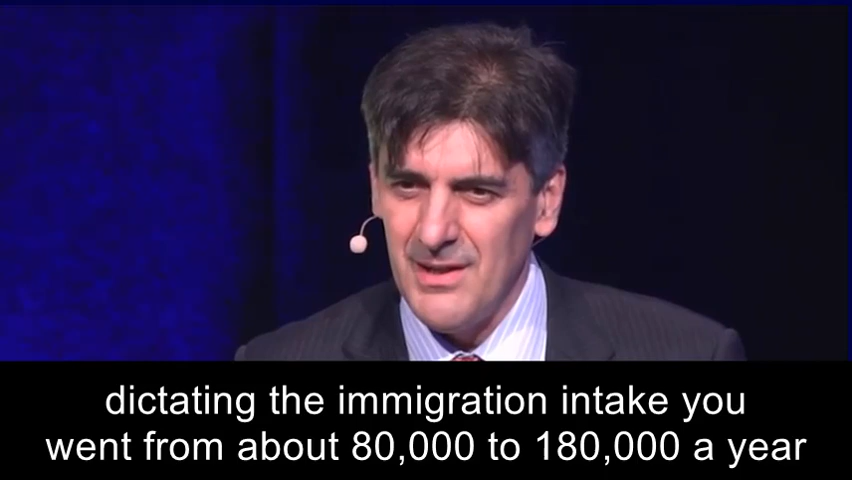 dictating the immigration intake you
went from about 80,000 to 180,000 a year